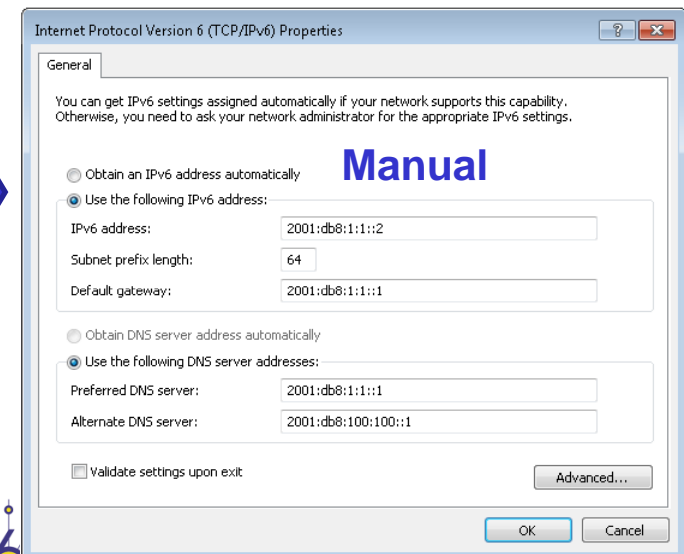 Internet Protocol Version 6 (TCP/IPv6) Properties
General
You can get IPv6 settings assigned automatically if your network supports this capability.
Otherwise, you need to ask your network administrator for the appropriate IPv6 settings.
Manual
Obtain an IPv6 address automatically
Use the following IPv6 address:
IPv6 address: 2001:db8:1:1::2
Subnet prefix length: 64
Default gateway: 2001:db8:1:1::1
Obtain DNS server address automatically
Use the following DNS server addresses:
Preferred DNS server: 2001:db8:1:1::1
Alternate DNS server: 2001:db8:100:100::1
Validate settings upon exit
Advanced...
OK Cancel